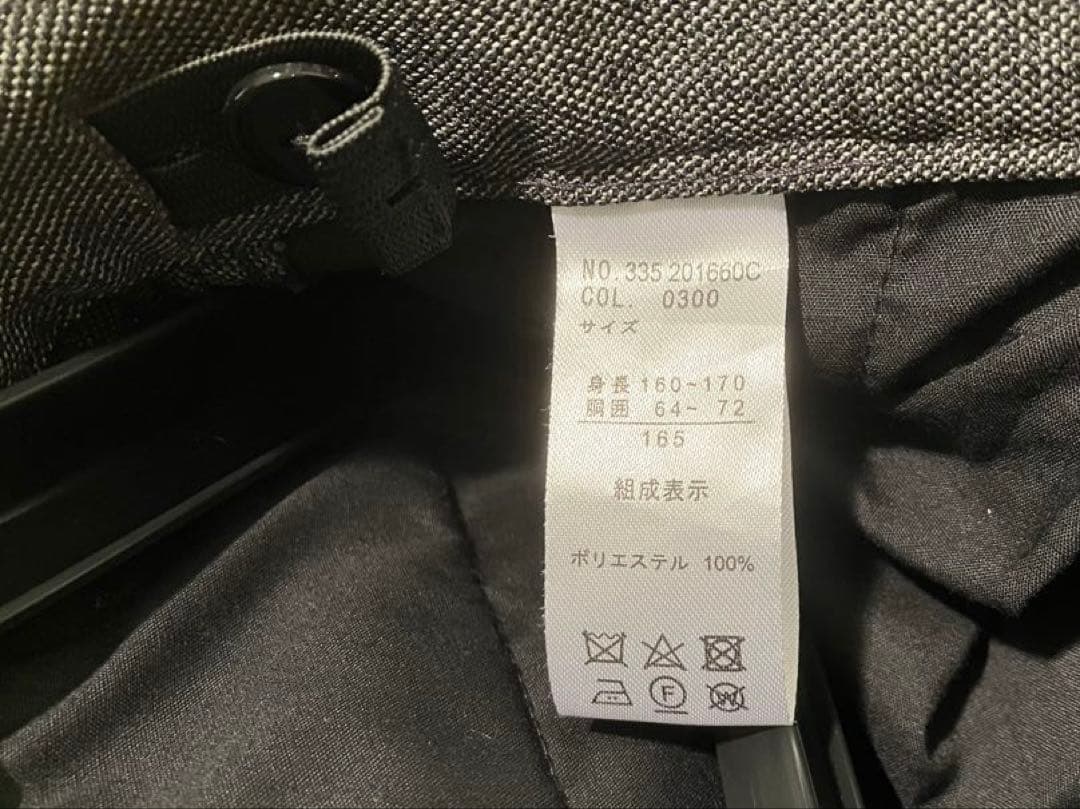 NO. 335 201660C
COL. 0300
サイズ
身長 160~170
胴囲 64~ 72
165
組成表示
ポリエステル 100%
F
W